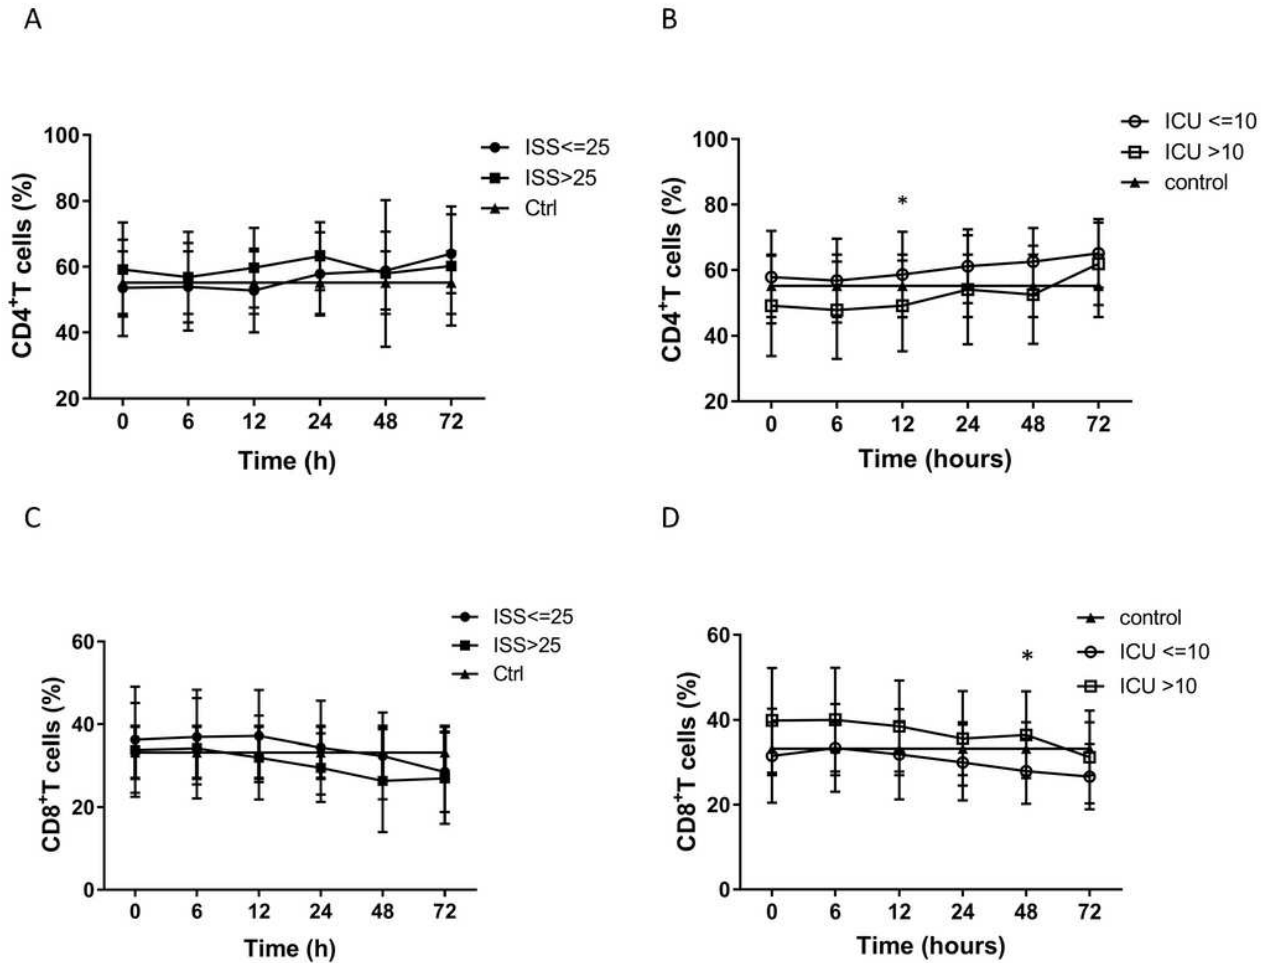 A
B
ISS<=25
ISS>25
Ctrl
CD4+T cells (%)
100
80
60
40
20
0 6 12 24 48 72
Time (h)
ICU <=10
ICU >10
control
*
CD4+T cells (%)
100
80
60
40
20
0 6 12 24 48 72
Time (hours)
C
D
ISS<=25
ISS>25
Ctrl
CD8+T cells (%)
60
40
20
0
0 6 12 24 48 72
Time (h)
control
ICU <=10
ICU >10
*
CD8+T cells (%)
60
40
20
0
0 6 12 24 48 72
Time (hours)